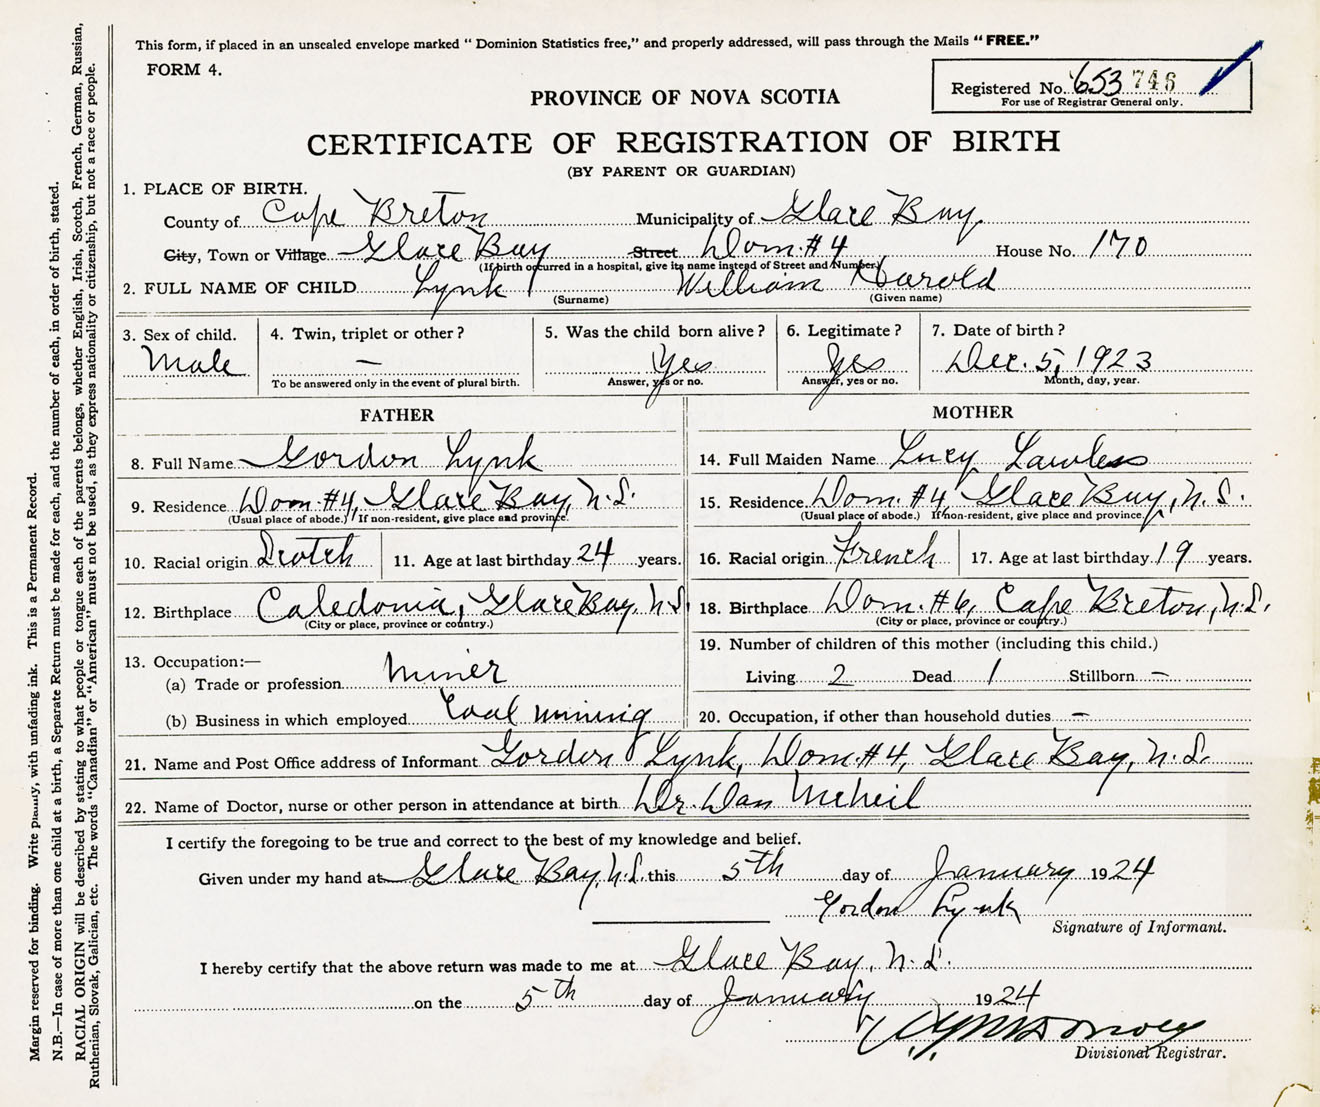 This form, if placed in an unsealed envelope marked " Dominion Statistics free," and properly addressed, will pass through the Mails " FREE."
FORM 4.
Registered No. 653 746
For use of Registrar General only.
PROVINCE OF NOVA SCOTIA
CERTIFICATE OF REGISTRATION OF BIRTH
(BY PARENT OR GUARDIAN)
1. PLACE OF BIRTH.
County of Cape Breton Municipality of Glace Bay.
City, Town or Village Glace Bay Street Dom. #4 House No. 170
(If birth occurred in a hospital, give its name instead of Street and Number)
2. FULL NAME OF CHILD Lynk William Harold
(Surname) (Given name)
3. Sex of child. 4. Twin, triplet or other ? 5. Was the child born alive ? 6. Legitimate ? 7. Date of birth ?
Male — Yes Yes Dec. 5, 1923
To be answered only in the event of plural birth. Answer, yes or no. Answer, yes or no. Month, day, year.
FATHER MOTHER
8. Full Name Gordon Lynk 14. Full Maiden Name Lucy Lawless
9. Residence Dom. #4, Glace Bay, N.S. 15. Residence Dom. #4, Glace Bay, N.S.
(Usual place of abode.) If non-resident, give place and province. (Usual place of abode.) If non-resident, give place and province.
10. Racial origin Scotch 11. Age at last birthday 24 years. 16. Racial origin French 17. Age at last birthday 19 years.
12. Birthplace Caledonia, Glace Bay, N.S. 18. Birthplace Dom. #6, Cape Breton, N.S.
(City or place, province or country.) (City or place, province or country.)
19. Number of children of this mother (including this child.)
13. Occupation:—
(a) Trade or profession Miner Living 2 Dead 1 Stillborn —
(b) Business in which employed Coal mining 20. Occupation, if other than household duties —
21. Name and Post Office address of Informant Gordon Lynk, Dom. #4, Glace Bay, N.S.
22. Name of Doctor, nurse or other person in attendance at birth Dr. Dan McNeil
I certify the foregoing to be true and correct to the best of my knowledge and belief.
Given under my hand at Glace Bay, N.S. this 5th day of January 1924
Gordon Lynk
Signature of Informant.
I hereby certify that the above return was made to me at Glace Bay, N.S.
on the 5th day of January 1924
Divisional Registrar.
Margin reserved for binding. Write plainly, with unfading ink. This is a Permanent Record.
N.B.—In case of more than one child at a birth, a Separate Return must be made for each, and the number of each, in order of birth, stated.
RACIAL ORIGIN will be described by stating to what people or tongue each of the parents belongs, whether English, Irish, Scotch, French, German, Russian,
Ruthenian, Slovak, Galician, etc. The words "Canadian" or "American" must not be used, as they express nationality or citizenship, but not a race or people.